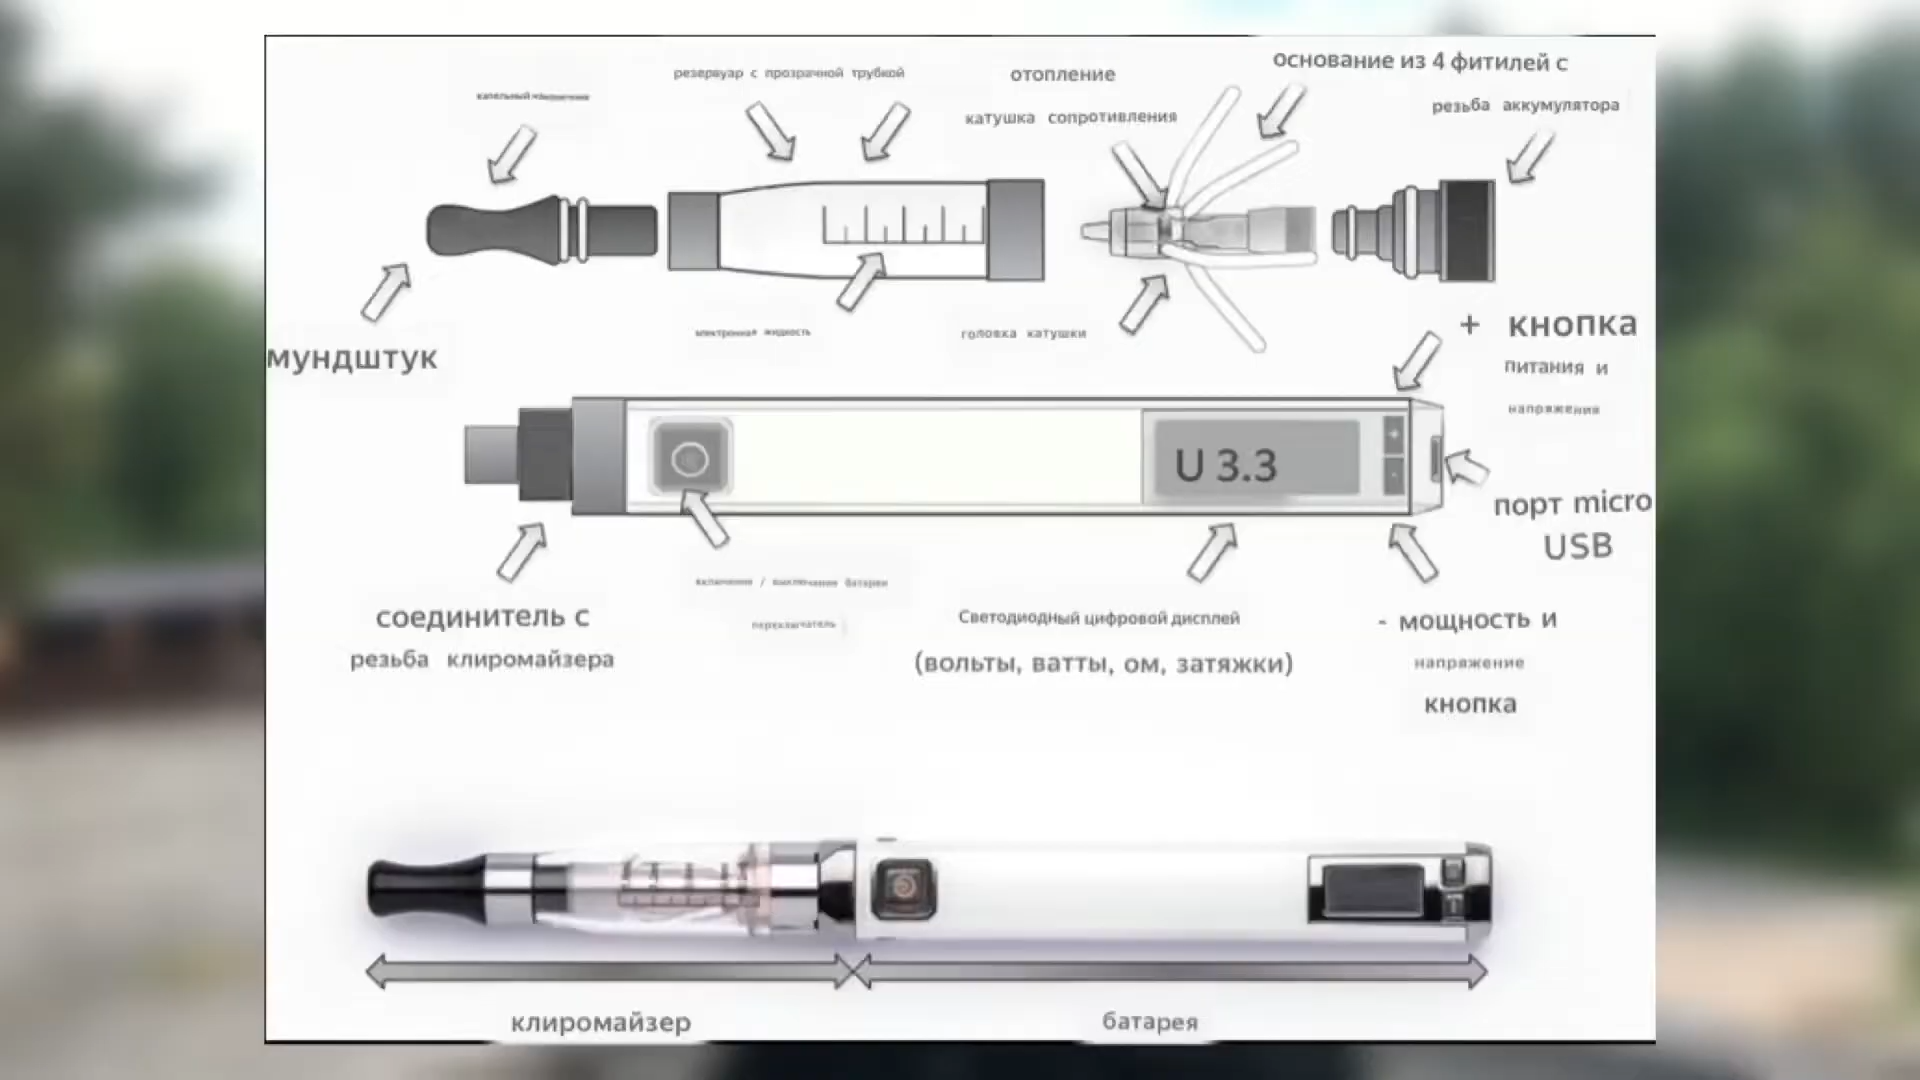 капельный наконечник
резервуар с прозрачной трубкой
отопление
катушка сопротивления
основание из 4 фитилей с
резьба аккумулятора
мундштук
электронная жидкость
головка катушки
+ кнопка
питания и
напряжения
U 3.3
+
-
порт micro
USB
соединитель с
резьба клиромайзера
включение / выключение батареи
переключатель
Светодиодный цифровой дисплей
(вольты, ватты, ом, затяжки)
- мощность и
напряжение
кнопка
клиромайзер
батарея